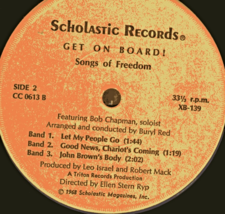 Scholastic Records®
GET ON BOARD!
Songs of Freedom
SIDE 2
CC 0613 B
33⅓ r.p.m.
XB-139
Featuring Bob Chapman, soloist
Arranged and conducted by Buryl Red
Band 1. Let My People Go (1:44)
Band 2. Good News, Chariot's Coming (1:19)
Band 3. John Brown's Body (2:02)
Produced by Leo Israel and Robert Mack
A Triton Records Production
Directed by Ellen Stern Ryp
© 1968 Scholastic Magazines, Inc.